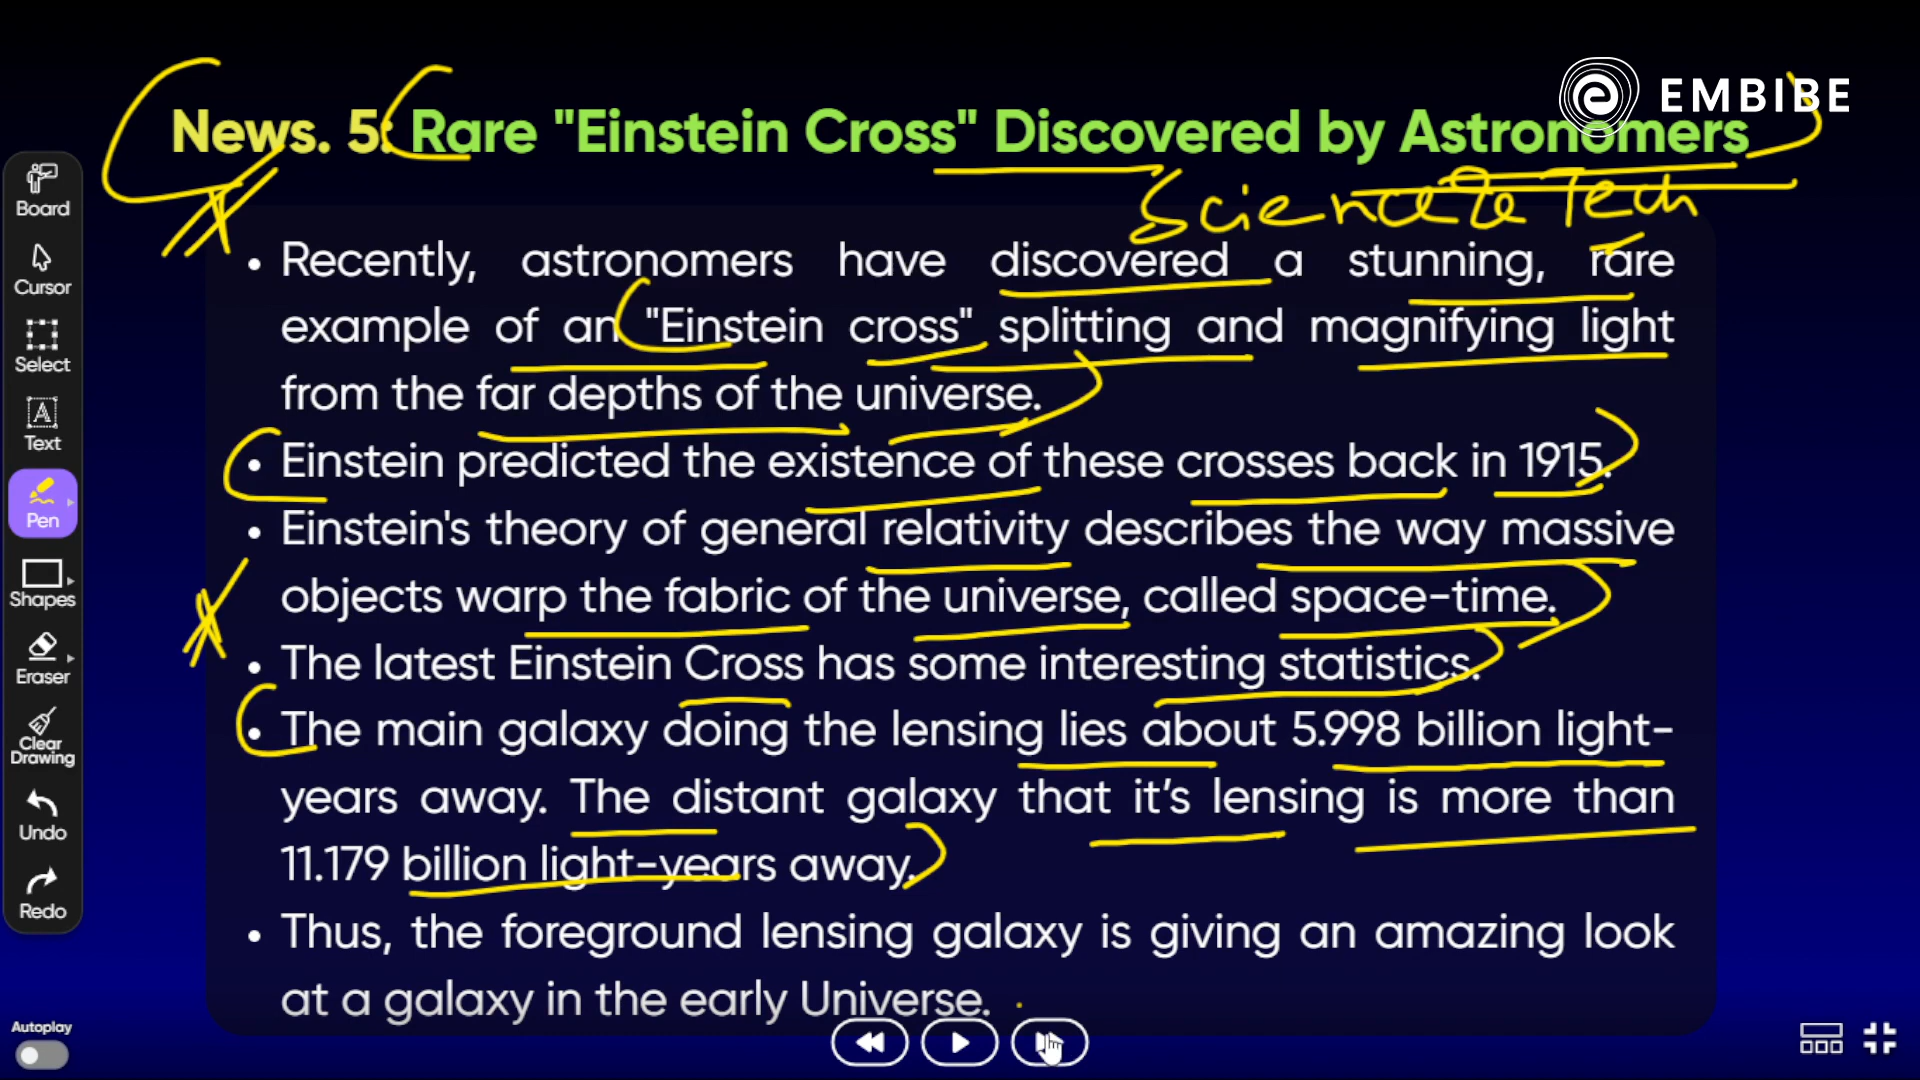 EMBIBE
News. 5: Rare "Einstein Cross" Discovered by Astronomers
Science & Tech
Board
Cursor
Select
Text
Pen
Shapes
Eraser
Clear
Drawing
Undo
Redo
Autoplay
• Recently, astronomers have discovered a stunning, rare
example of an "Einstein cross" splitting and magnifying light
from the far depths of the universe.
• Einstein predicted the existence of these crosses back in 1915.
• Einstein's theory of general relativity describes the way massive
objects warp the fabric of the universe, called space-time.
• The latest Einstein Cross has some interesting statistics.
• The main galaxy doing the lensing lies about 5.998 billion light-
years away. The distant galaxy that it's lensing is more than
11.179 billion light-years away.
• Thus, the foreground lensing galaxy is giving an amazing look
at a galaxy in the early Universe.